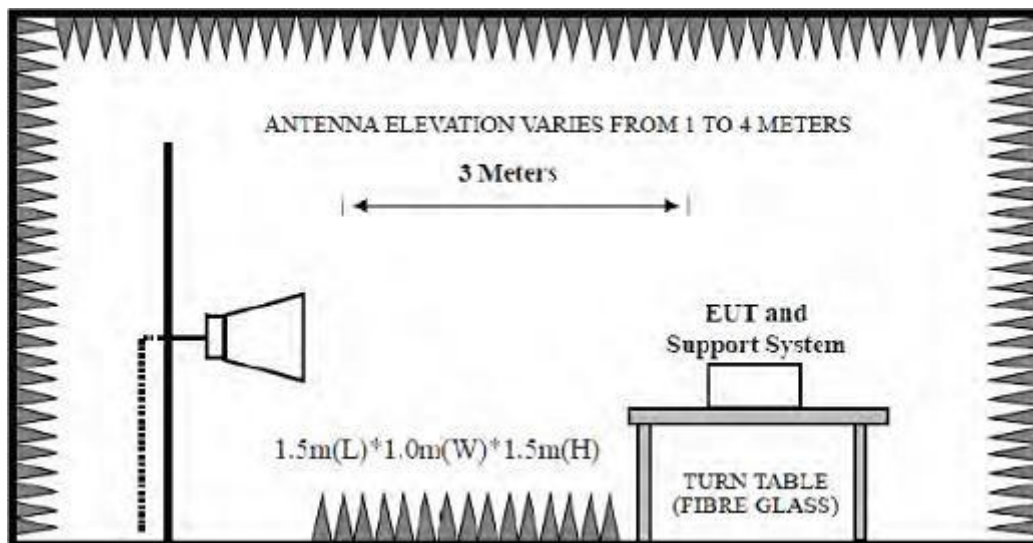 ANTENNA ELEVATION VARIES FROM 1 TO 4 METERS
3 Meters
EUT and
Support System
1.5m(L)*1.0m(W)*1.5m(H)
TURN TABLE
(FIBRE GLASS)